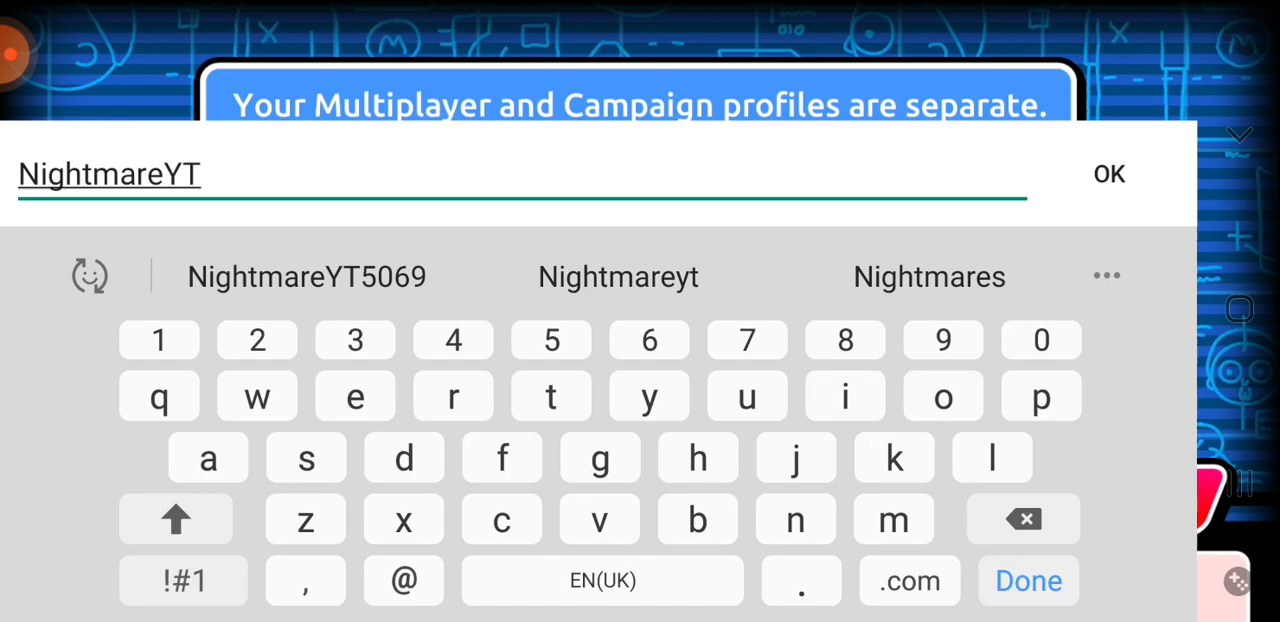 Your Multiplayer and Campaign profiles are separate.
NightmareYT
OK
NightmareYT5069 Nightmareyt Nightmares
1 2 3 4 5 6 7 8 9 0
q w e r t y u i o p
a s d f g h j k l
z x c v b n m
!#1 , @ EN(UK) . .com Done